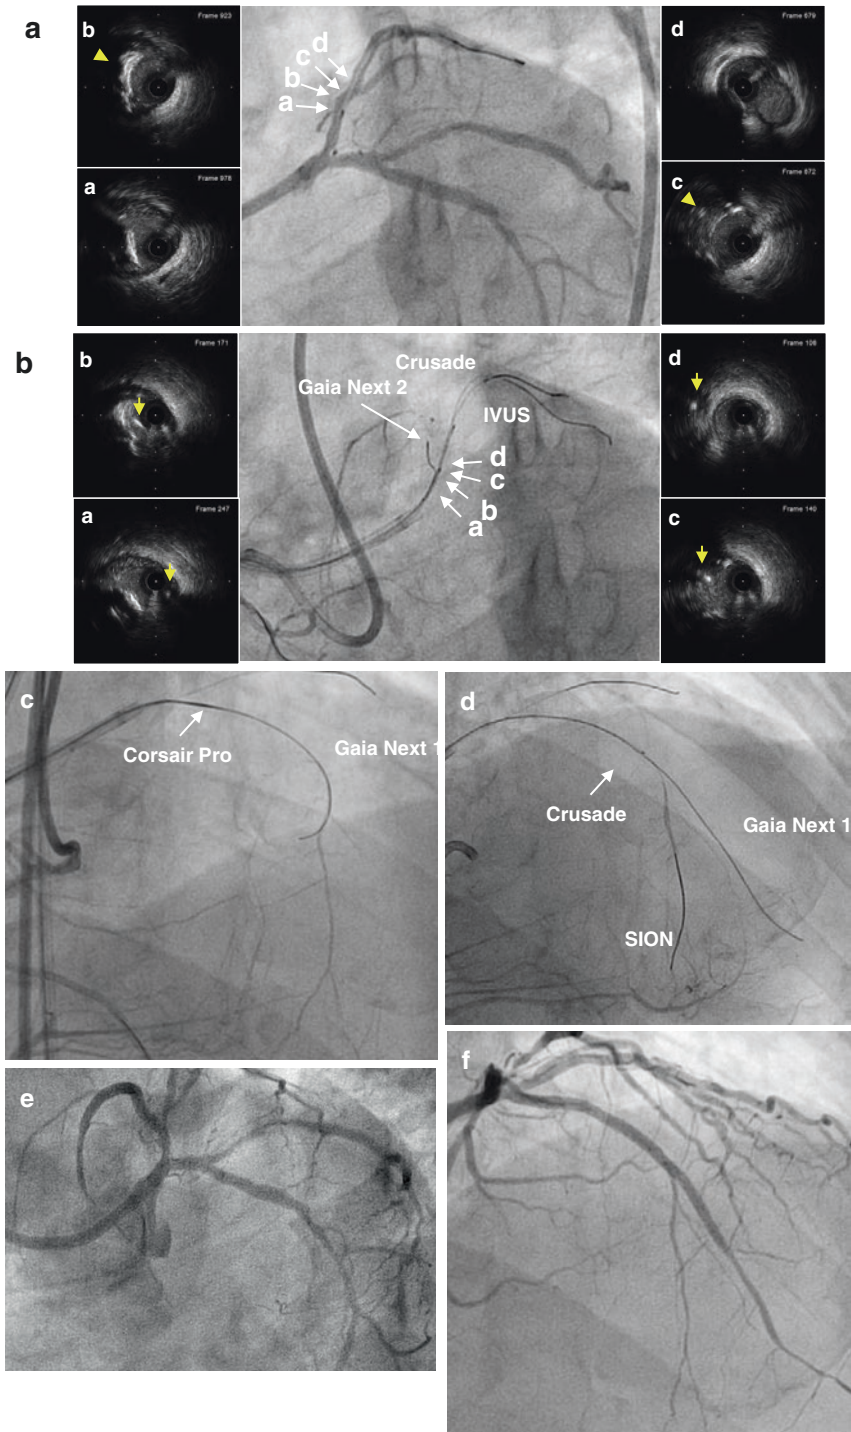 a
b
Frame 923
a
Frame 978
d
c
b
a
d
Frame 679
c
Frame 872
b
b
Frame 171
a
Frame 247
Crusade
Gaia Next 2
IVUS
d
c
b
a
d
Frame 108
c
Frame 140
c
Corsair Pro
Gaia Next 1
d
Crusade
Gaia Next 1
SION
e
f